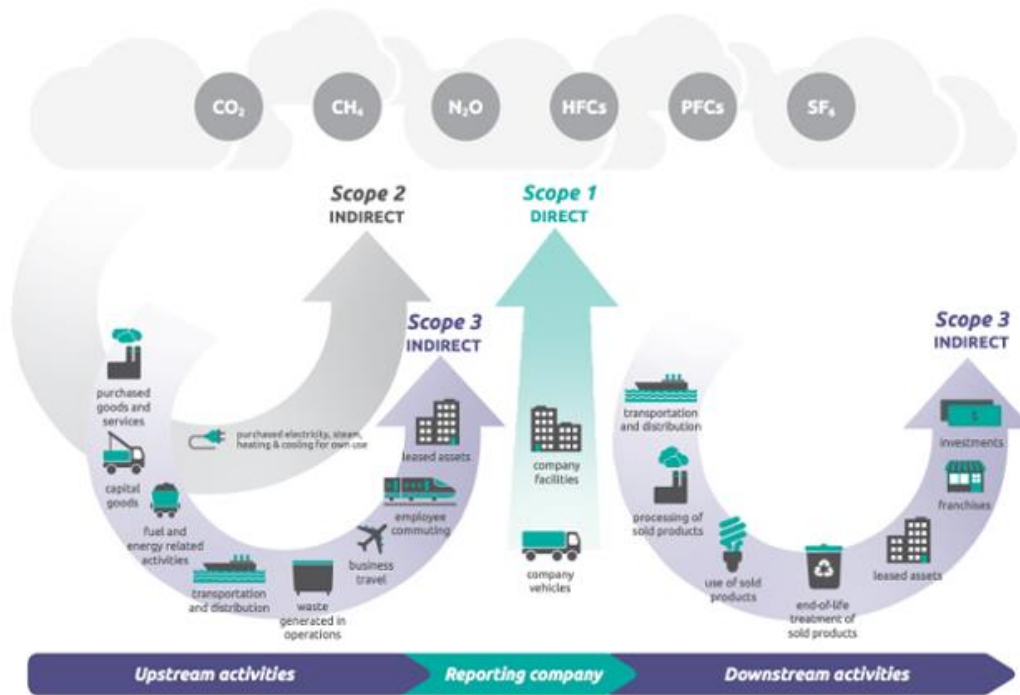 CO₂
CH₄
N₂O
HFCs
PFCs
SF₆
Scope 2
INDIRECT
Scope 1
DIRECT
Scope 3
INDIRECT
Scope 3
INDIRECT
purchased
goods and
services
capital
goods
fuel and
energy related
activities
transportation
and distribution
waste
generated in
operations
business
travel
employee
commuting
leased assets
purchased electricity, steam,
heating & cooling for own use
company
facilities
company
vehicles
transportation
and distribution
processing of
sold products
use of sold
products
end-of-life
treatment of
sold products
leased assets
franchises
investments
$
Upstream activities
Reporting company
Downstream activities